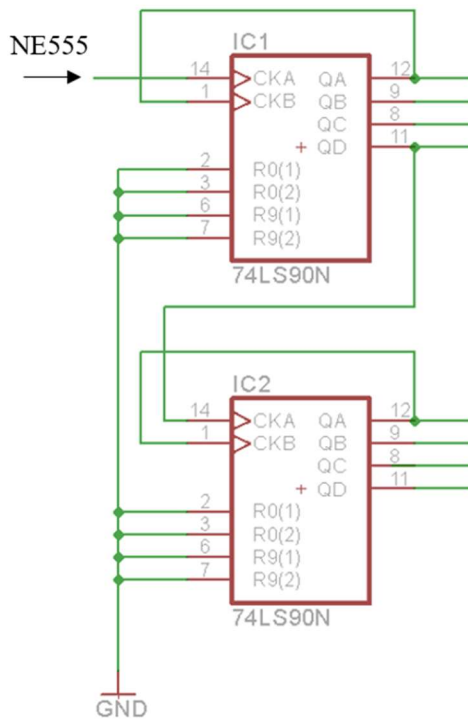 NE555
IC1
14 CKA QA 12
1 CKB QB 9
QC 8
QD 11
2 R0(1)
3 R0(2)
6 R9(1)
7 R9(2)
74LS90N
IC2
14 CKA QA 12
1 CKB QB 9
QC 8
QD 11
2 R0(1)
3 R0(2)
6 R9(1)
7 R9(2)
74LS90N
GND